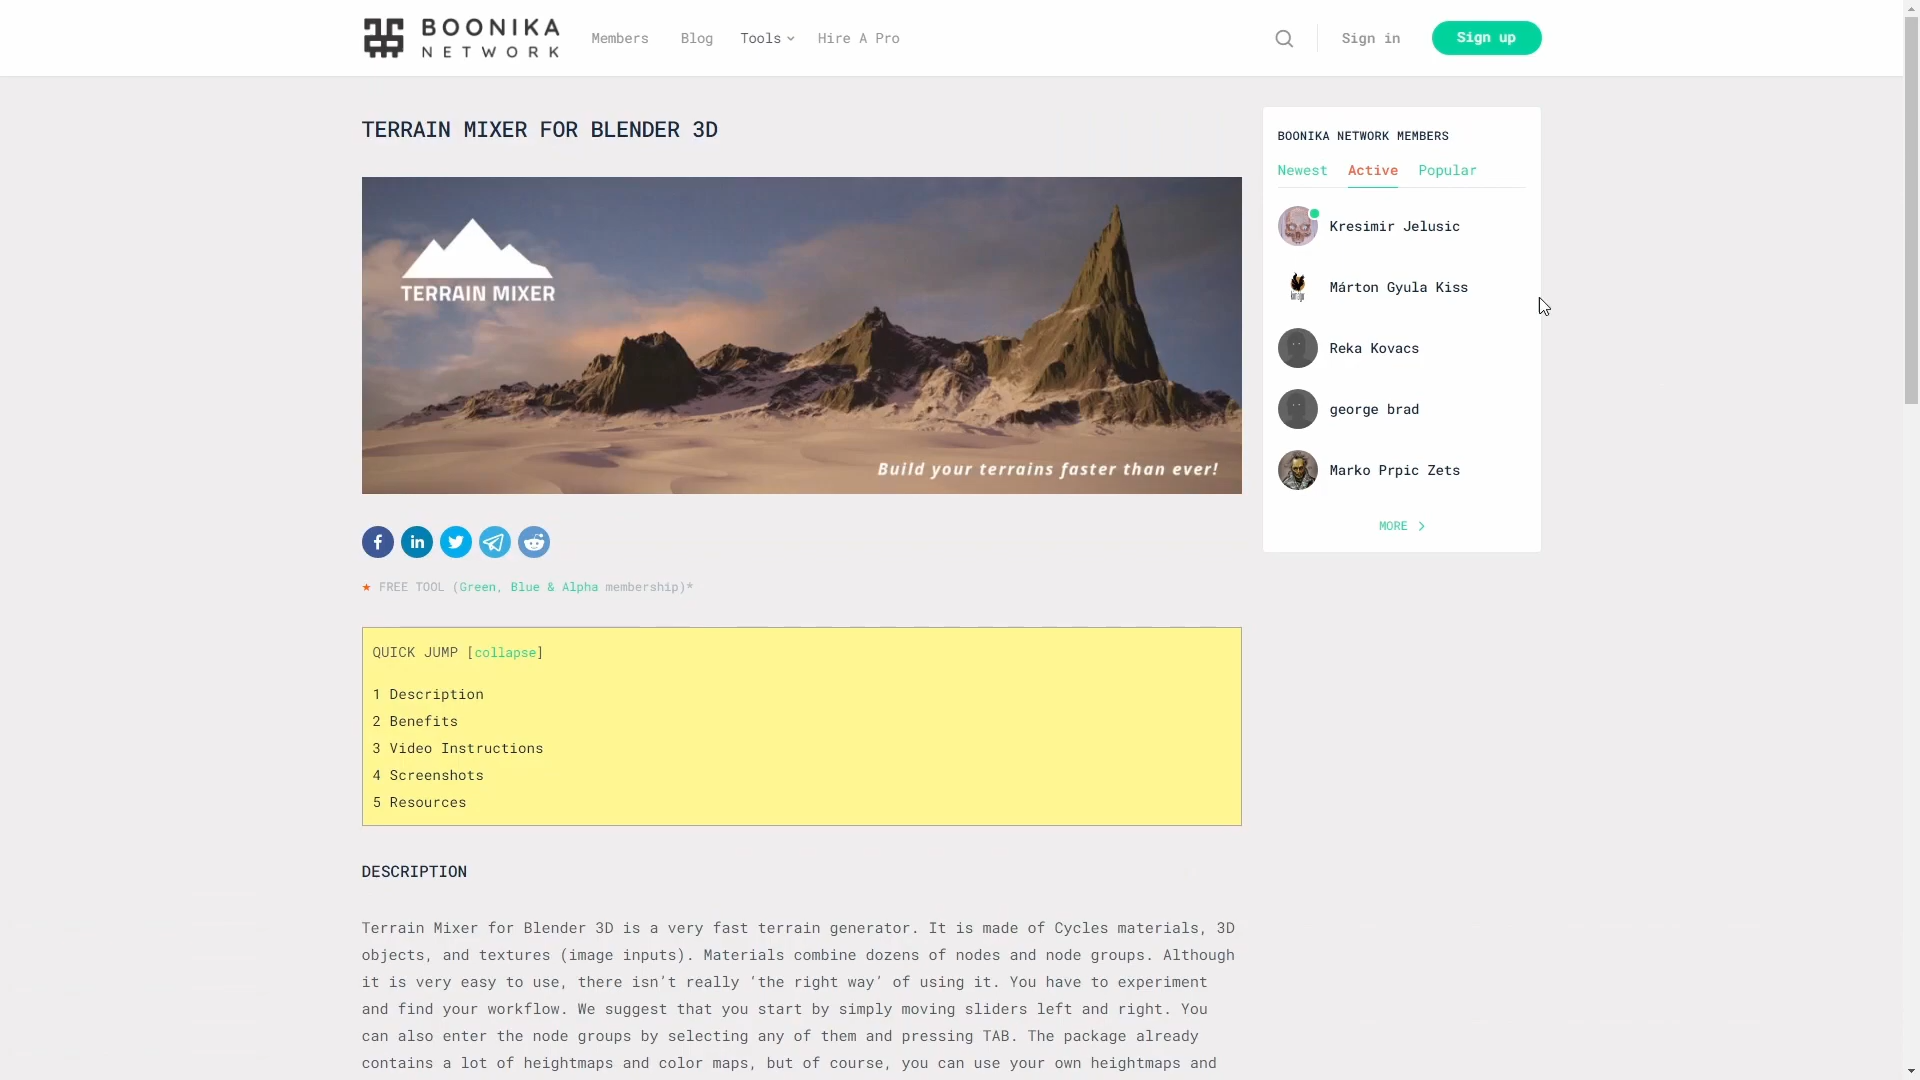 BOONIKA
NETWORK
Members
Blog
Tools
Hire A Pro
Sign in
Sign up
TERRAIN MIXER FOR BLENDER 3D
TERRAIN MIXER
Build your terrains faster than ever!
★ FREE TOOL (Green, Blue & Alpha membership)*
QUICK JUMP [collapse]
1 Description
2 Benefits
3 Video Instructions
4 Screenshots
5 Resources
DESCRIPTION
Terrain Mixer for Blender 3D is a very fast terrain generator. It is made of Cycles materials, 3D
objects, and textures (image inputs). Materials combine dozens of nodes and node groups. Although
it is very easy to use, there isn't really ‘the right way’ of using it. You have to experiment
and find your workflow. We suggest that you start by simply moving sliders left and right. You
can also enter the node groups by selecting any of them and pressing TAB. The package already
contains a lot of heightmaps and color maps, but of course, you can use your own heightmaps and
BOONIKA NETWORK MEMBERS
Newest
Active
Popular
Kresimir Jelusic
Márton Gyula Kiss
Reka Kovacs
george brad
Marko Prpic Zets
MORE